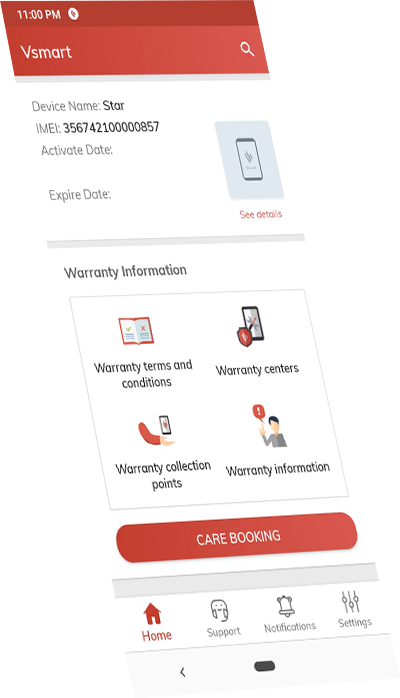 11:00 PM
Vsmart
Device Name: Star
IMEI: 356742100000857
Activate Date:
Expire Date:
See details
Warranty Information
Warranty terms and
conditions
Warranty centers
Warranty collection
points
Warranty information
CARE BOOKING
Home
Support
Notifications
Settings